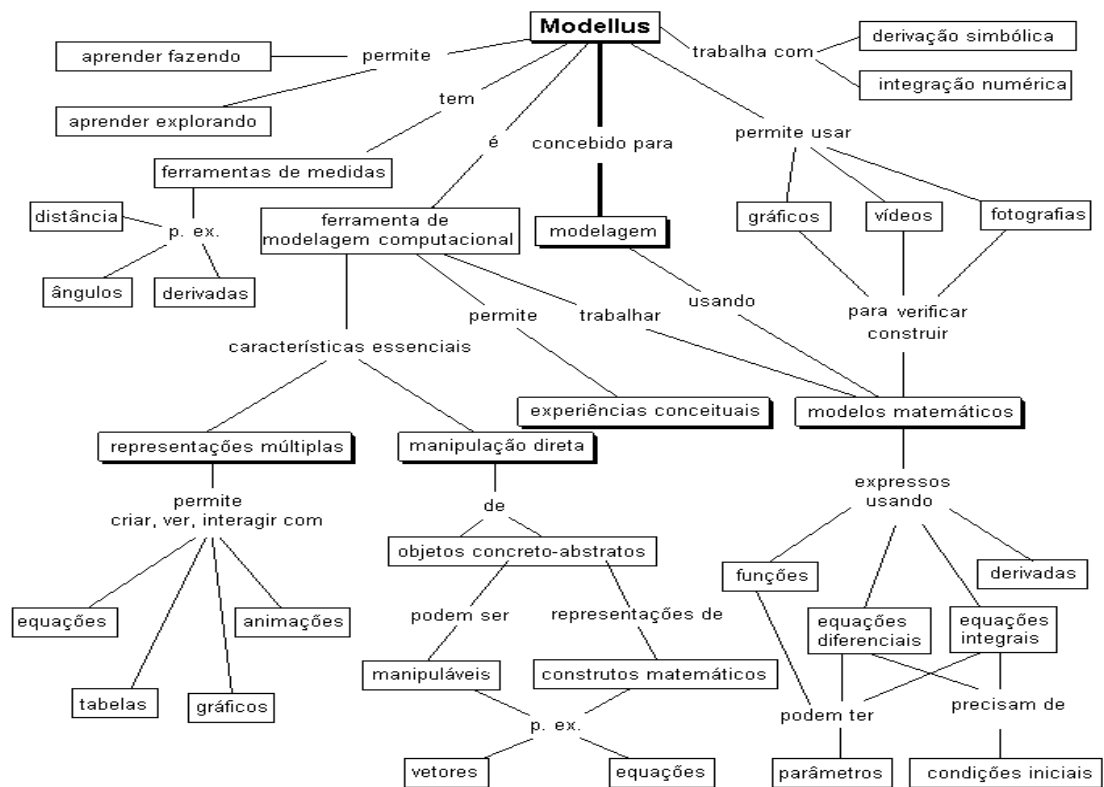 Modellus
aprender fazendo
permite
trabalha com
derivação simbólica
integração numérica
aprender explorando
tem
é
concebido para
permite usar
ferramentas de medidas
distância
p. ex.
ângulos
derivadas
ferramenta de
modelagem computacional
modelagem
gráficos
vídeos
fotografias
permite
trabalhar
usando
para verificar
construir
características essenciais
experiências conceituais
modelos matemáticos
representações múltiplas
manipulação direta
permite
criar, ver, interagir com
de
expressos
usando
objetos concreto-abstratos
funções
derivadas
equações
animações
podem ser
representações de
equações
diferenciais
equações
integrais
manipuláveis
construtos matemáticos
tabelas
gráficos
p. ex.
podem ter
precisam de
vetores
equações
parâmetros
condições iniciais